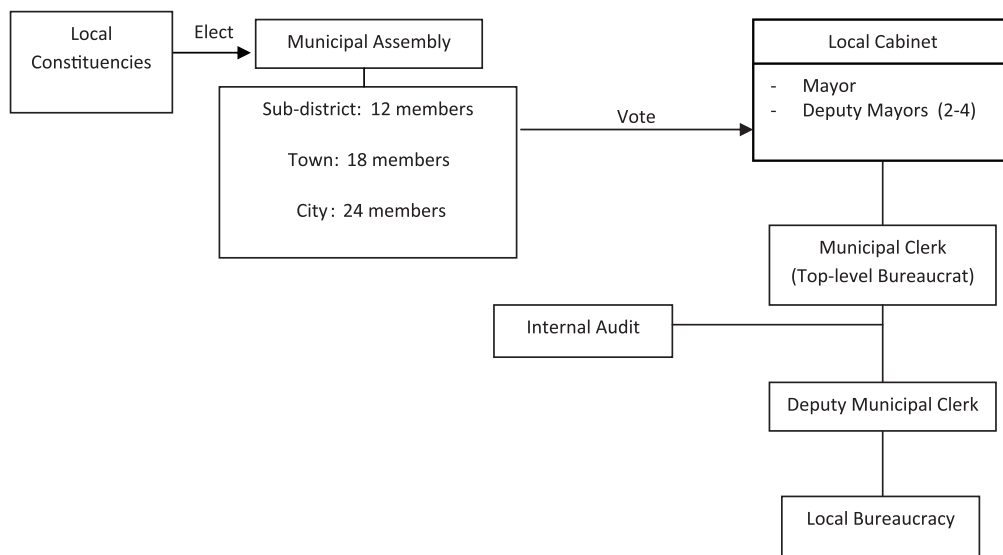 Local
Constituencies
Elect
Municipal Assembly
Sub-district: 12 members
Town: 18 members
City: 24 members
Vote
Local Cabinet
- Mayor
- Deputy Mayors (2-4)
Municipal Clerk
(Top-level Bureaucrat)
Internal Audit
Deputy Municipal Clerk
Local Bureaucracy